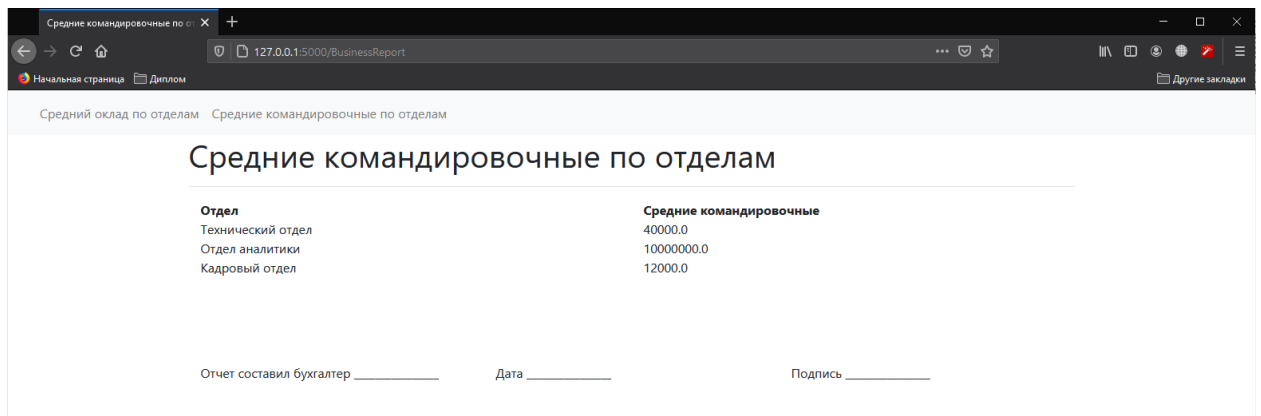 Средние командировочные по от
127.0.0.1:5000/BusinessReport
Начальная страница Диплом Другие закладки
Средний оклад по отделам Средние командировочные по отделам
Средние командировочные по отделам
Отдел Средние командировочные
Технический отдел 40000.0
Отдел аналитики 10000000.0
Кадровый отдел 12000.0
Отчет составил бухгалтер ______________ Дата ______________ Подпись ______________